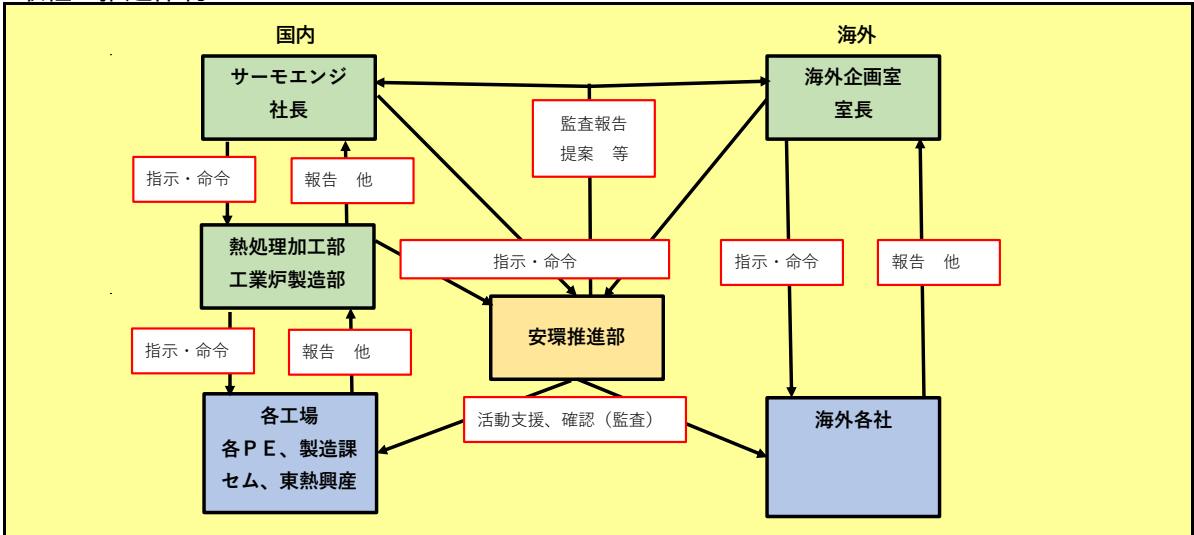 国内
海外
サーモエンジ
社長
海外企画室
室長
監査報告
提案　等
指示・命令
報告　他
熱処理加工部
工業炉製造部
指示・命令
指示・命令
報告　他
安環推進部
指示・命令
報告　他
各工場
各ＰＥ、製造課
セム、東熱興産
活動支援、確認（監査）
海外各社